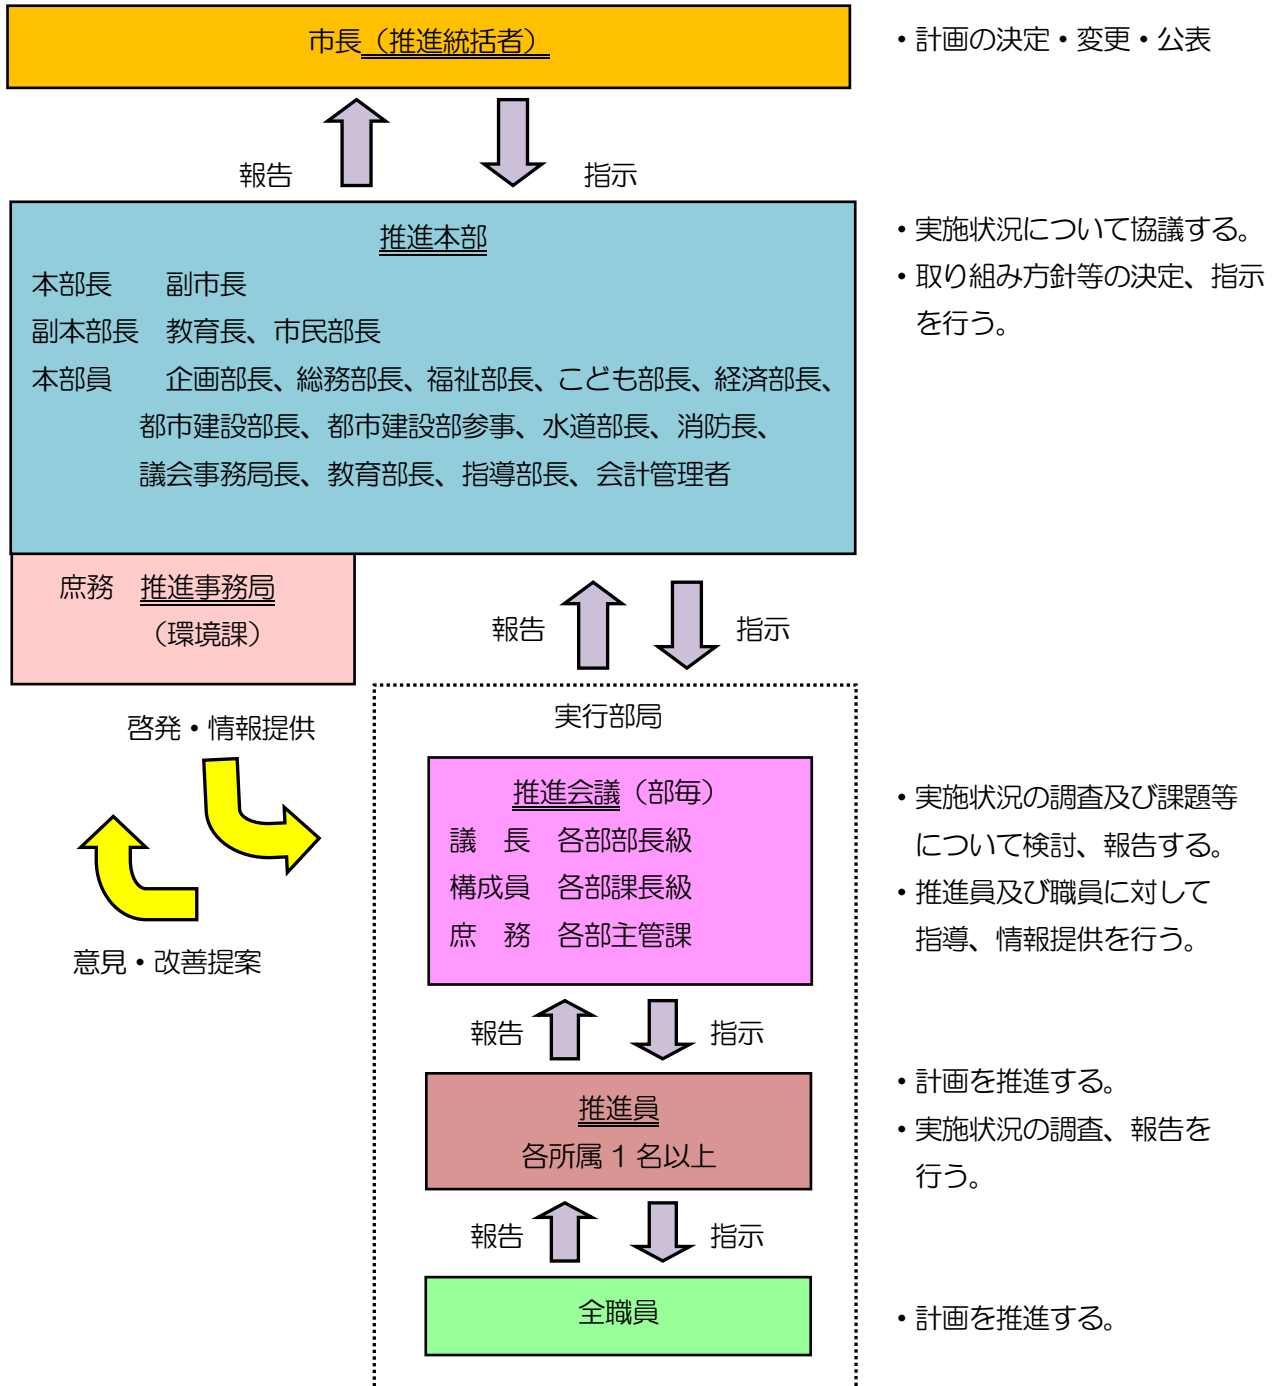 市長（推進統括者）
・計画の決定・変更・公表
報告
指示
推進本部
本部長　　副市長
副本部長　教育長、市民部長
本部員　　企画部長、総務部長、福祉部長、こども部長、経済部長、
都市建設部長、都市建設部参事、水道部長、消防長、
議会事務局長、教育部長、指導部長、会計管理者
・実施状況について協議する。
・取り組み方針等の決定、指示
を行う。
庶務　推進事務局
（環境課）
報告
指示
啓発・情報提供
意見・改善提案
実行部局
推進会議（部毎）
議　長　各部部長級
構成員　各部課長級
庶　務　各部主管課
・実施状況の調査及び課題等
について検討、報告する。
・推進員及び職員に対して
指導、情報提供を行う。
報告
指示
推進員
各所属１名以上
・計画を推進する。
・実施状況の調査、報告を
行う。
報告
指示
全職員
・計画を推進する。